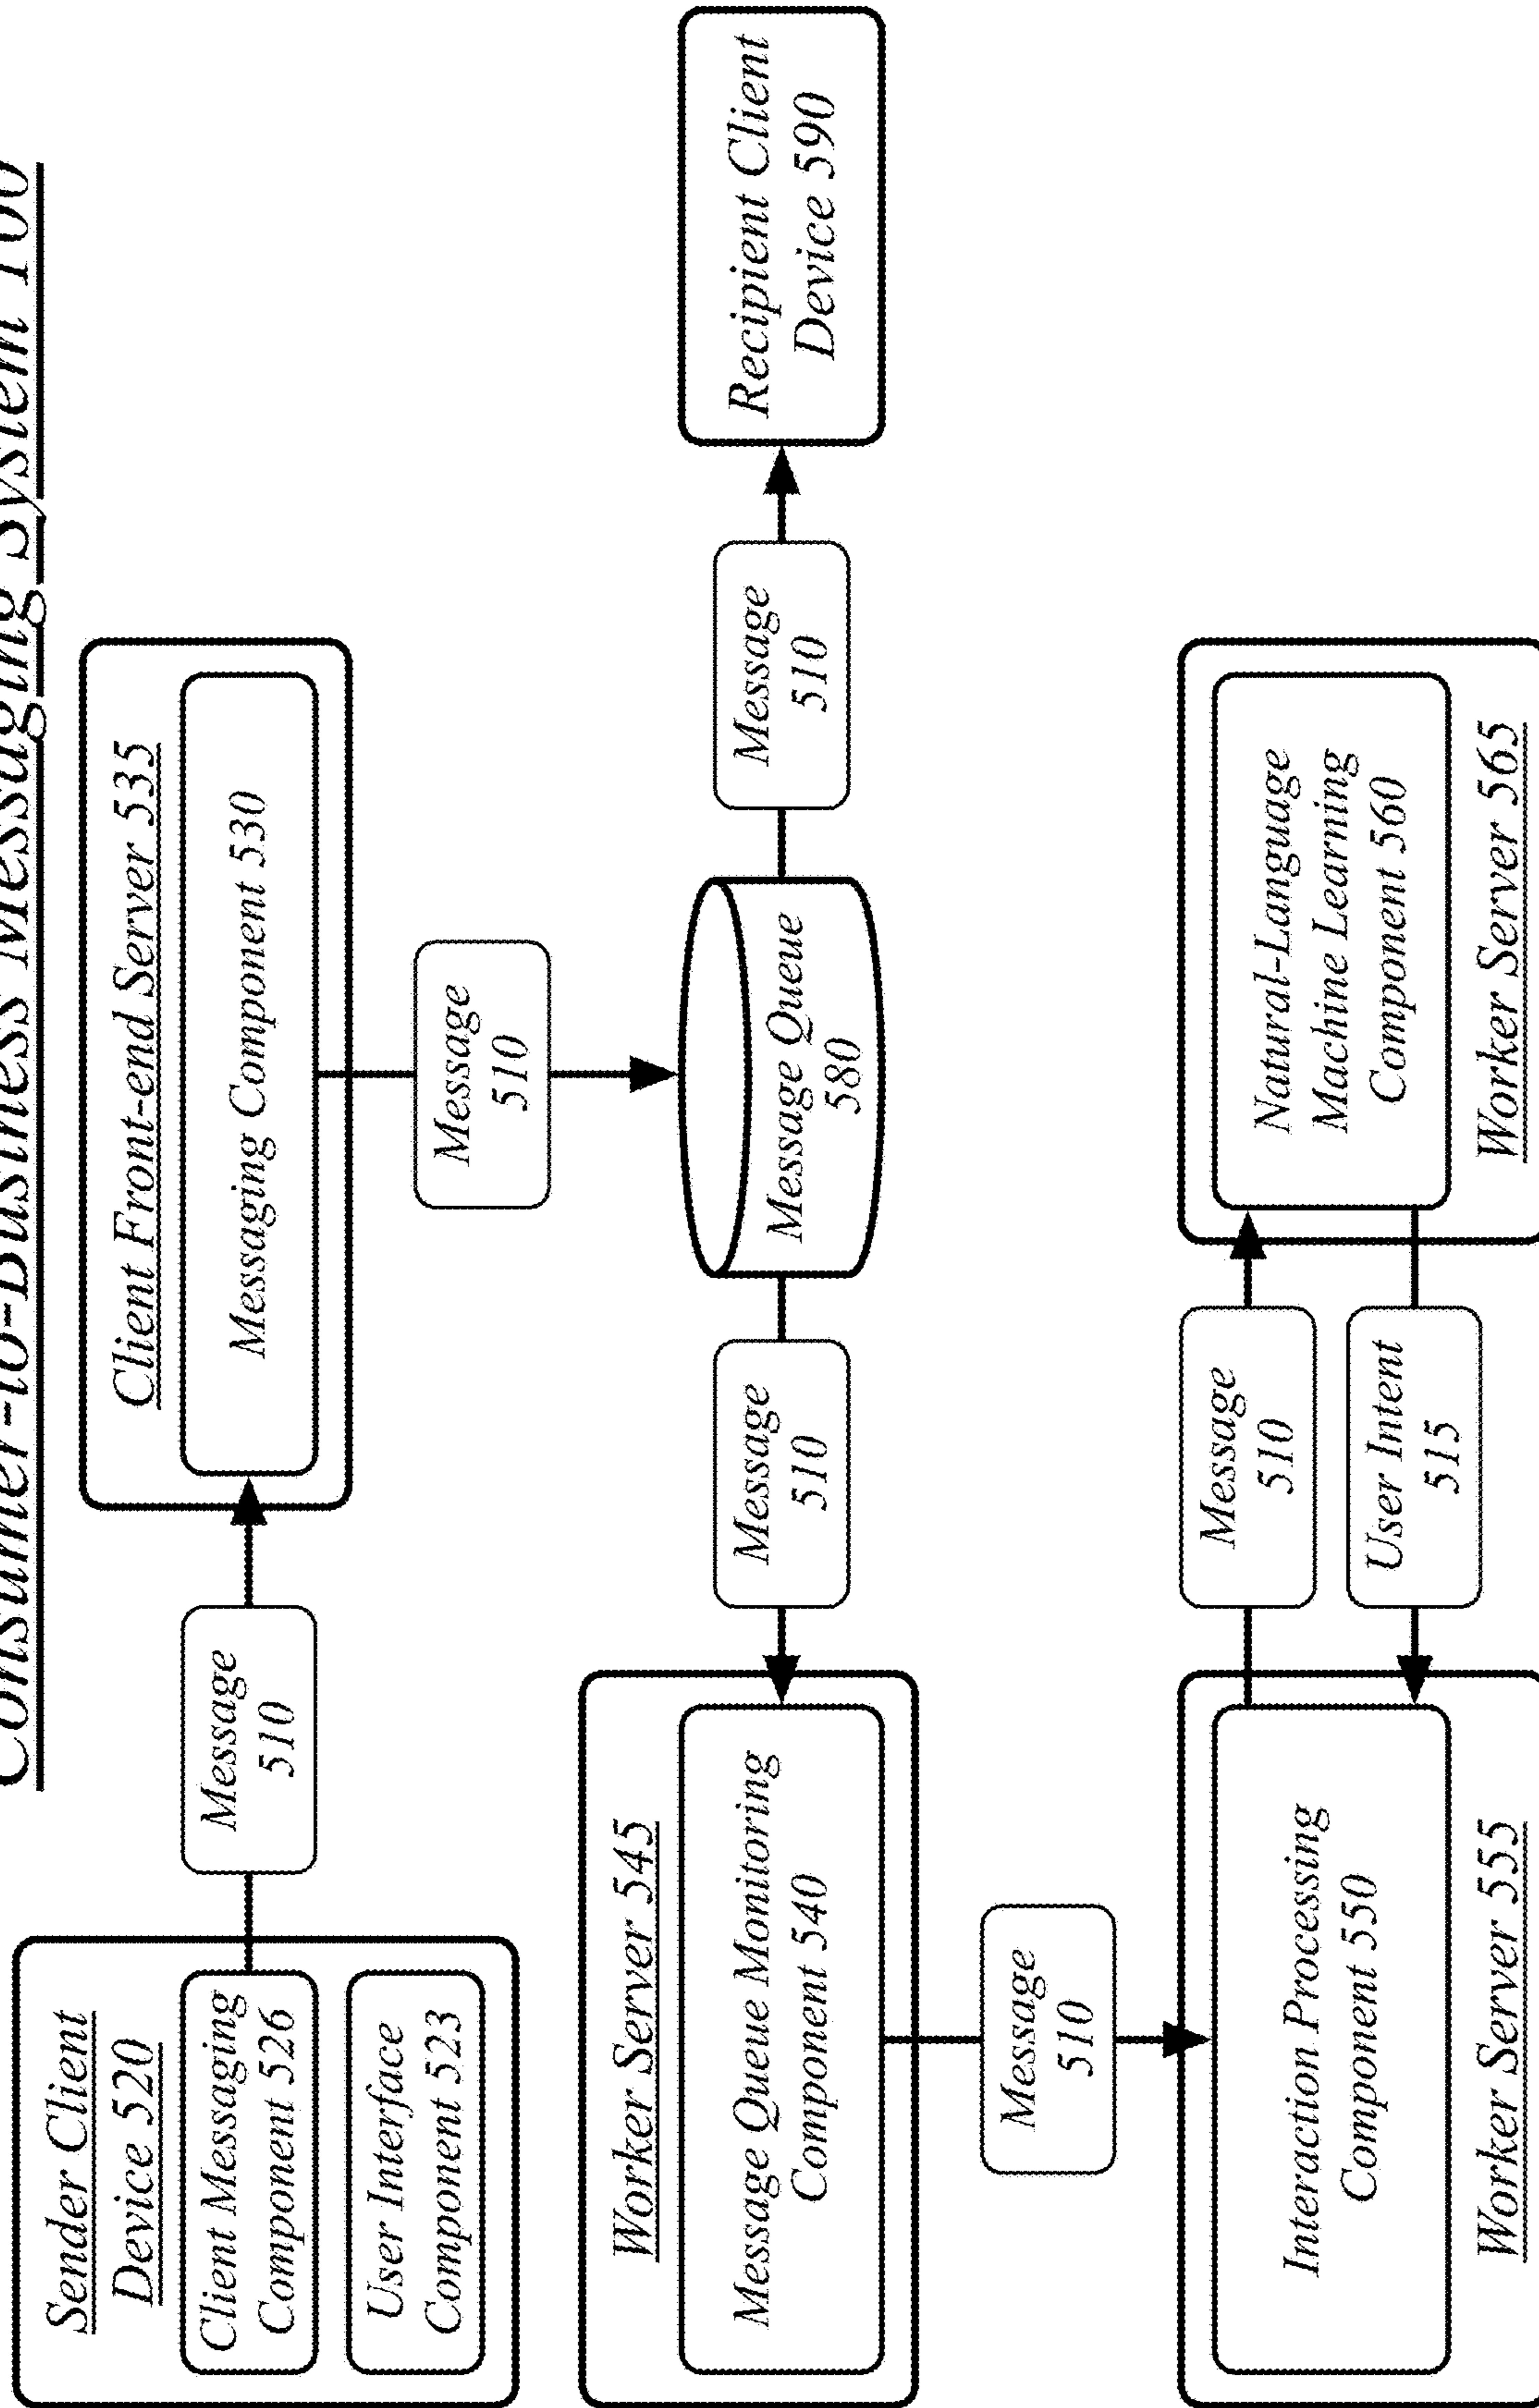 Consumer-to-Business Messaging System 100
Sender Client
Device 520
Client Messaging
Component 526
User Interface
Component 523
Message
510
Client Front-end Server 535
Messaging Component 530
Message
510
Worker Server 545
Message Queue Monitoring
Component 540
Message
510
Message Queue
580
Message
510
Recipient Client
Device 590
Message
510
Interaction Processing
Component 550
Worker Server 555
Message
510
User Intent
515
Natural-Language
Machine Learning
Component 560
Worker Server 565